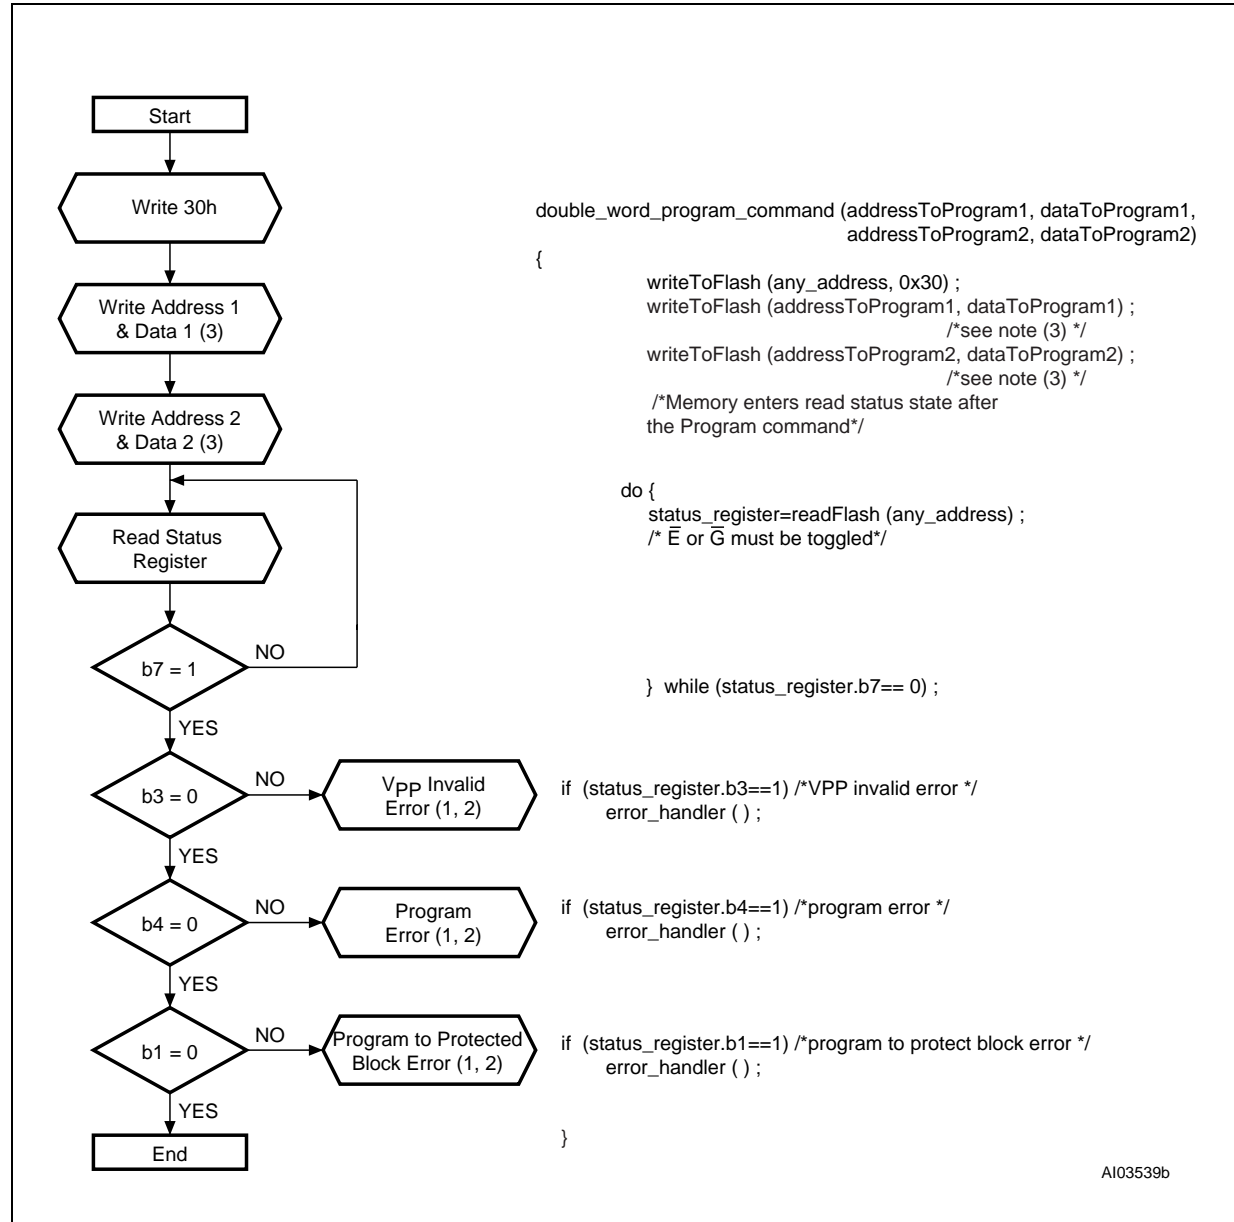 Start
Write 30h
Write Address 1
& Data 1 (3)
Write Address 2
& Data 2 (3)
Read Status
Register
b7 = 1
NO
YES
b3 = 0
NO
VPP Invalid
Error (1, 2)
YES
b4 = 0
NO
Program
Error (1, 2)
YES
b1 = 0
NO
Program to Protected
Block Error (1, 2)
YES
End
double_word_program_command (addressToProgram1, dataToProgram1,
addressToProgram2, dataToProgram2)
{
writeToFlash (any_address, 0x30) ;
writeToFlash (addressToProgram1, dataToProgram1) ;
/*see note (3) */
writeToFlash (addressToProgram2, dataToProgram2) ;
/*see note (3) */
/*Memory enters read status state after
the Program command*/
do {
status_register=readFlash (any_address) ;
/* E̅ or G̅ must be toggled*/
} while (status_register.b7== 0) ;
if (status_register.b3==1) /*VPP invalid error */
error_handler ( ) ;
if (status_register.b4==1) /*program error */
error_handler ( ) ;
if (status_register.b1==1) /*program to protect block error */
error_handler ( ) ;
}
AI03539b